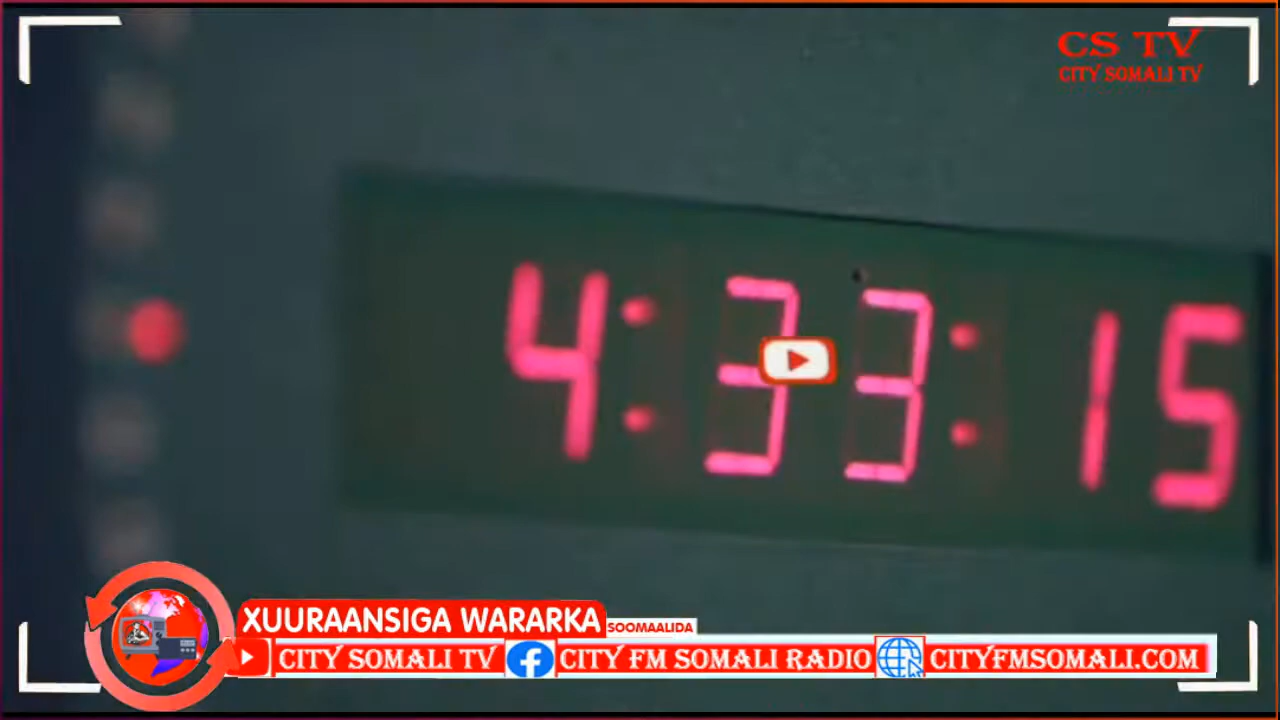 CS TV
CITY SOMALI TV
4:33:15
XUURAANSIGA WARARKA
SOOMAALIDA
CITY SOMALI TV CITY FM SOMALI RADIO CITYFMSOMALI.COM